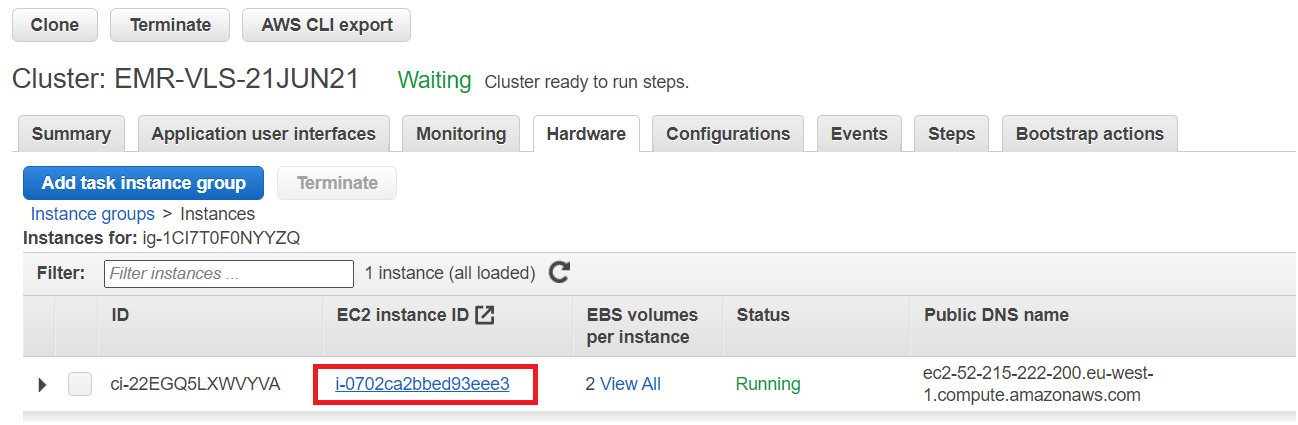 Clone Terminate AWS CLI export
Cluster: EMR-VLS-21JUN21 Waiting Cluster ready to run steps.
Summary Application user interfaces Monitoring Hardware Configurations Events Steps Bootstrap actions
Add task instance group Terminate
Instance groups > Instances
Instances for: ig-1CI7T0F0NYYZQ
Filter: Filter instances ... 1 instance (all loaded)
ID EC2 instance ID EBS volumes per instance Status Public DNS name
ci-22EGQ5LXWVYVA i-0702ca2bbed93eee3 2 View All Running ec2-52-215-222-200.eu-west-
1.compute.amazonaws.com